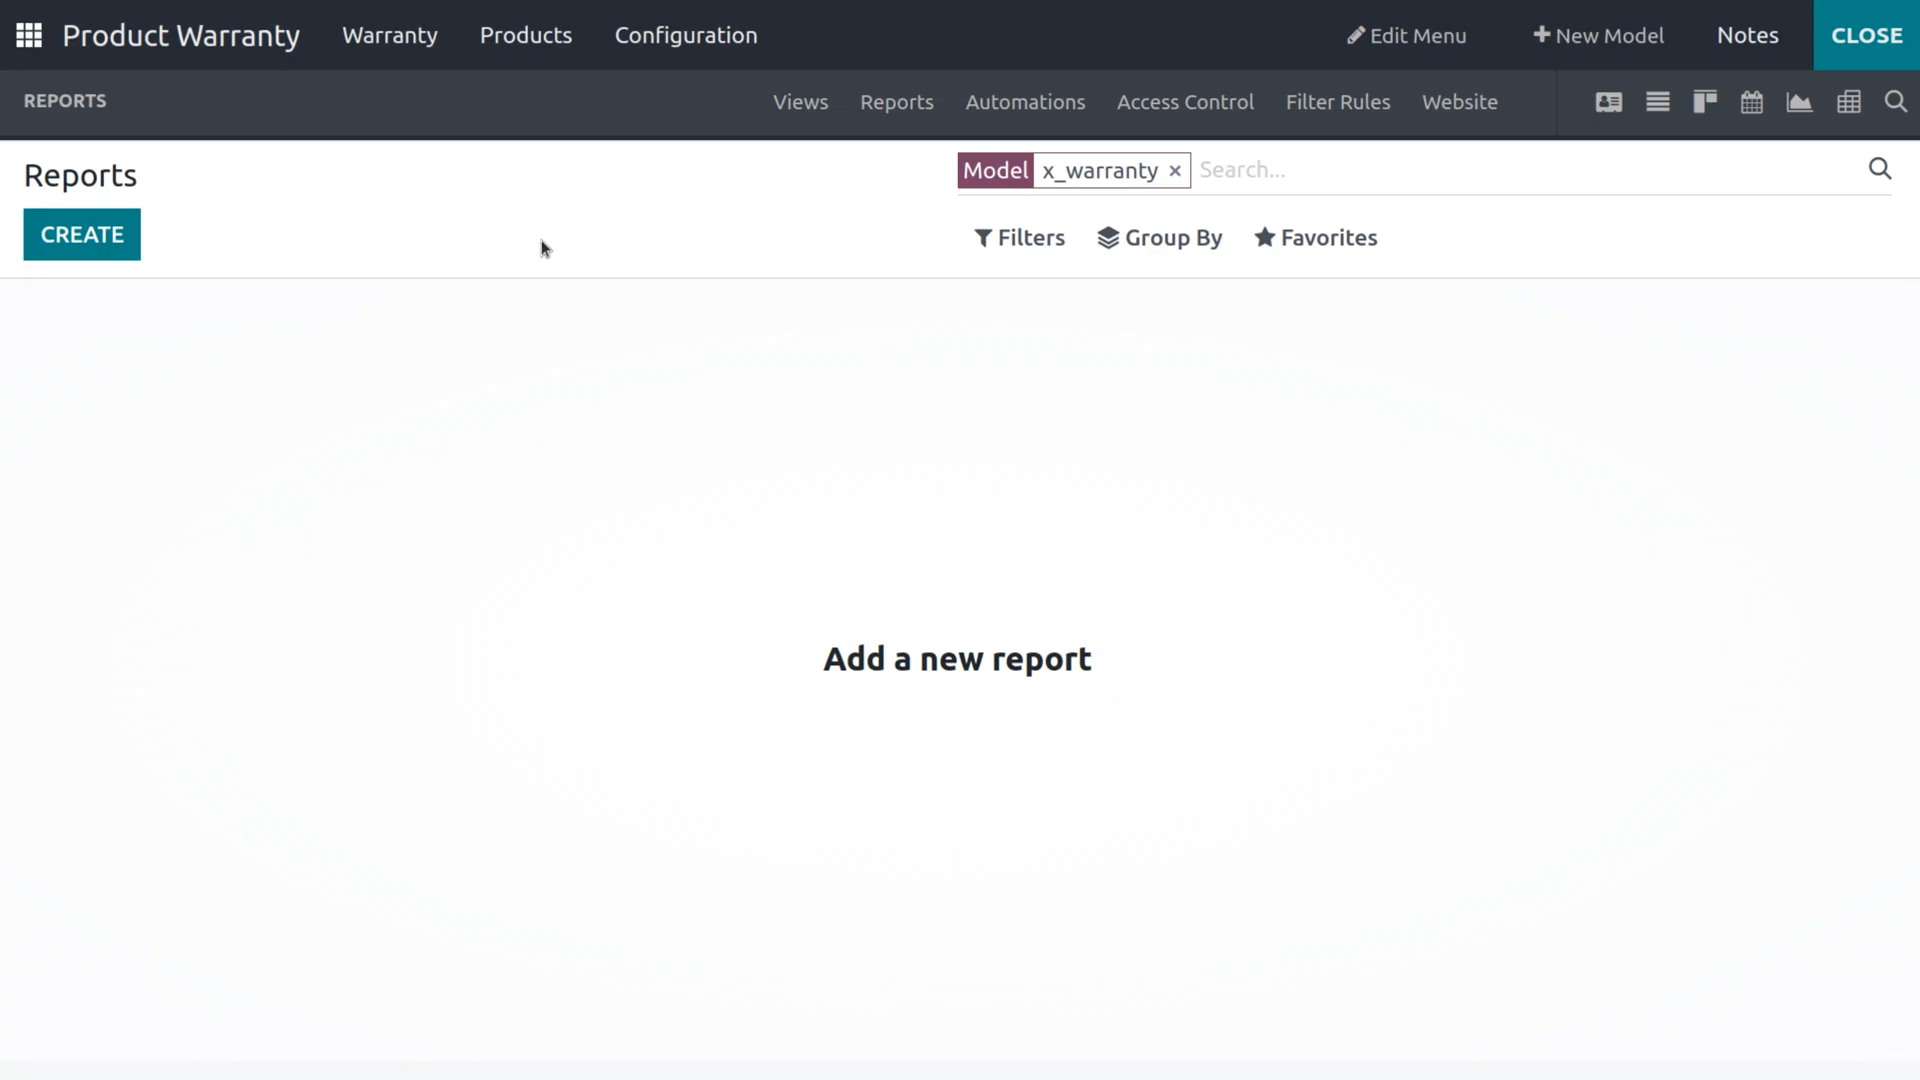 Product Warranty Warranty Products Configuration Edit Menu New Model Notes CLOSE
REPORTS Views Reports Automations Access Control Filter Rules Website
Reports Model x_warranty × Search...
CREATE Filters Group By Favorites
Add a new report